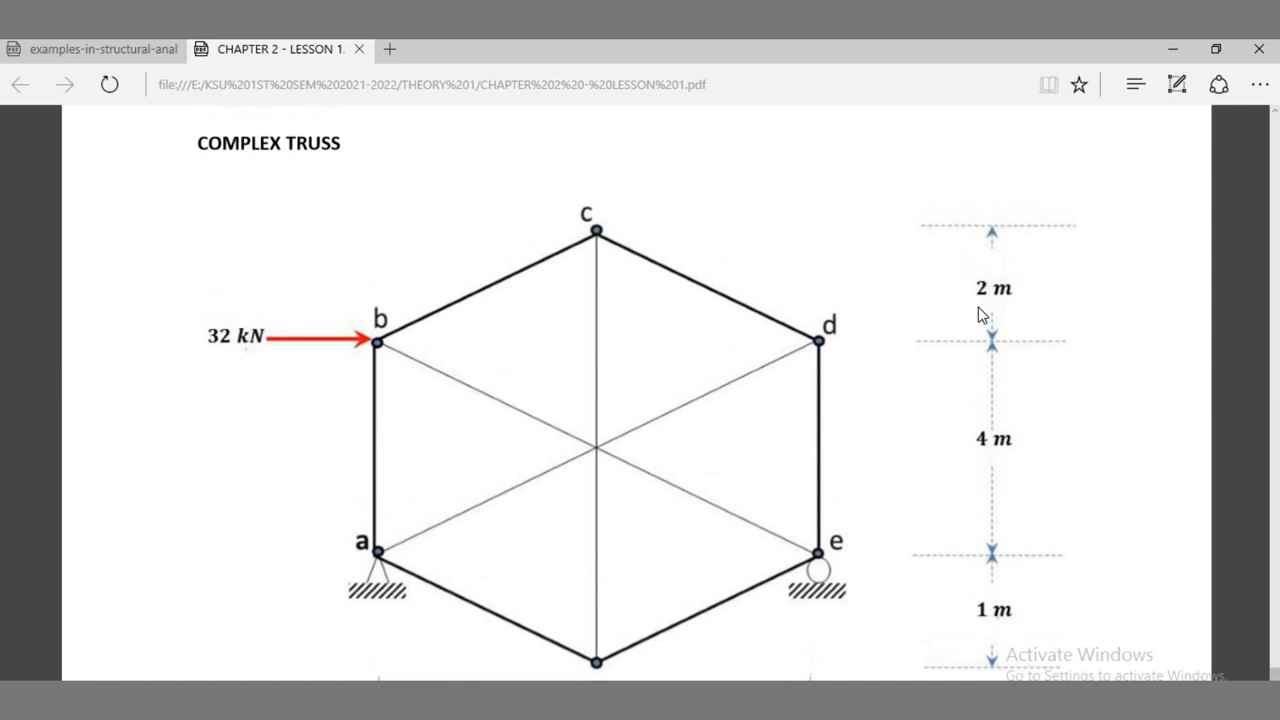 examples-in-structural-anal
CHAPTER 2 - LESSON 1.
file:///E:/KSU%201ST%20SEM%202021-2022/THEORY%201/CHAPTER%202%20-%20LESSON%201.pdf
COMPLEX TRUSS
c
2 m
b
32 kN
d
4 m
a
e
1 m
Activate Windows
Go to Settings to activate Windows.